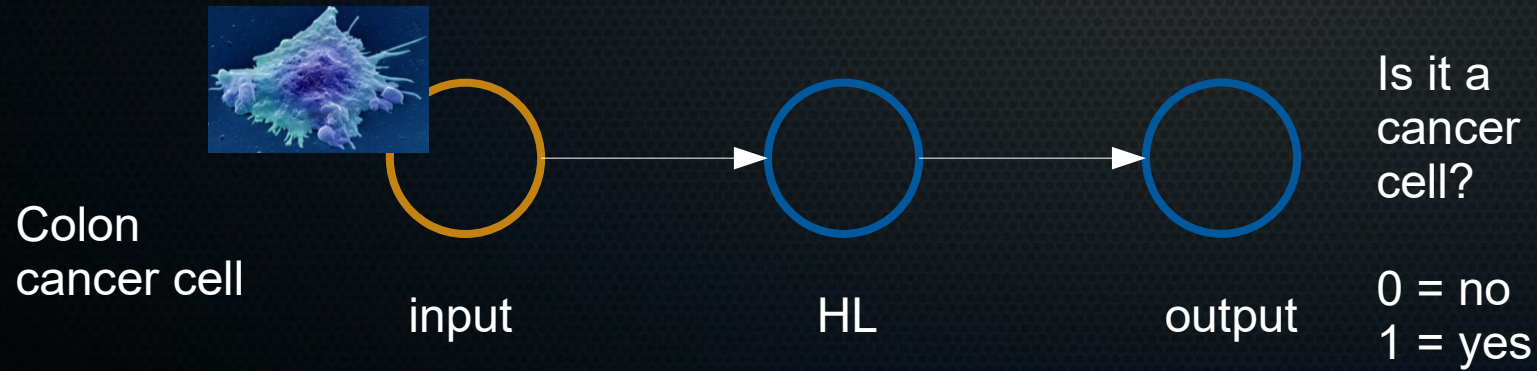 Colon
cancer cell
input
HL
output
Is it a
cancer
cell?
0 = no
1 = yes